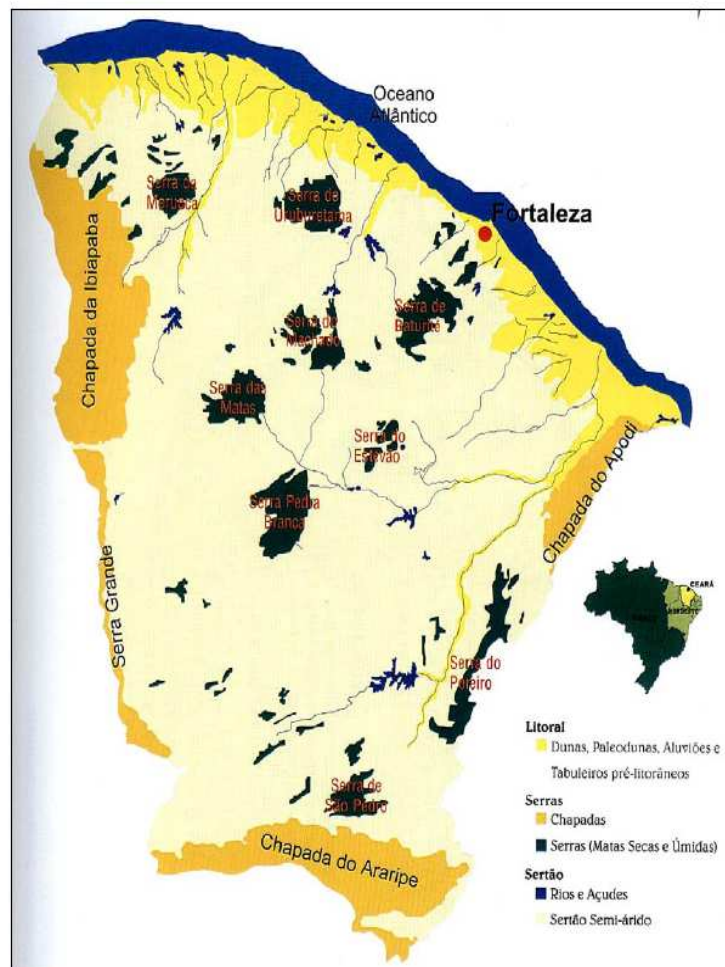 Oceano
Atlântico
Fortaleza
Serra de
Meruoca
Serra de
Uruburetama
Chapada da Ibiapaba
Serra de
Machado
Serra de
Baturité
Serra das
Matas
Serra do
Estevão
Serra Pedra
Branca
Chapada do Apodi
Serra Grande
CEARÁ
Serra do
Pereiro
Serra de
São Pedro
Chapada do Araripe
Litoral
Dunas, Paleodunas, Aluviões e
Tabuleiros pré-litorâneos
Serras
Chapadas
Serras (Matas Secas e Úmidas)
Sertão
Rios e Açudes
Sertão Semi-árido